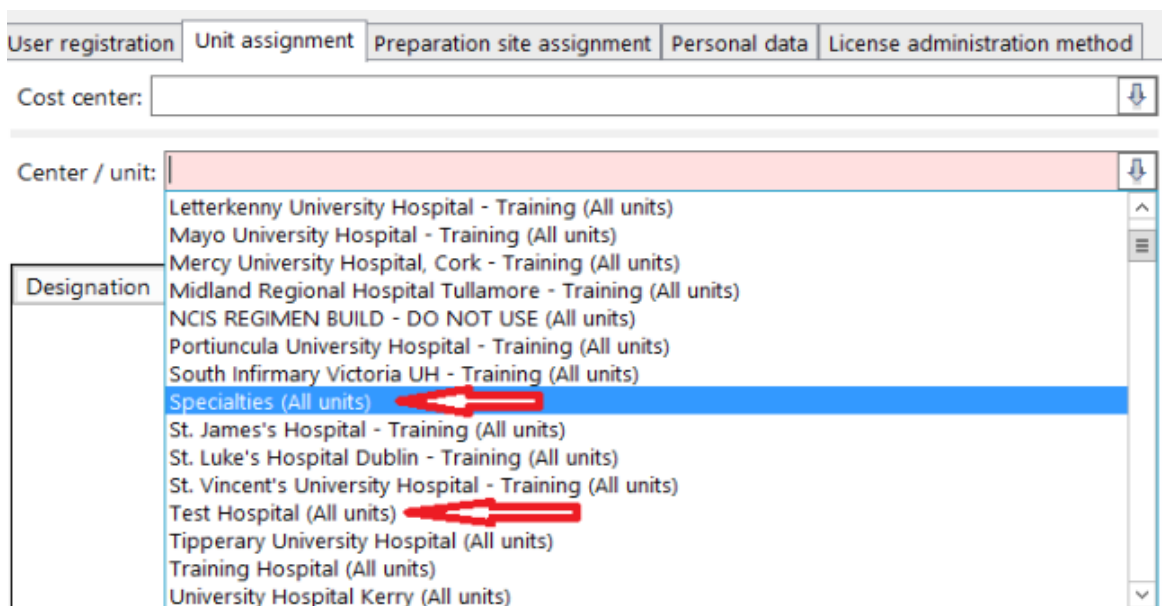 User registration Unit assignment Preparation site assignment Personal data License administration method
Cost center:
Center / unit:
Letterkenny University Hospital - Training (All units)
Mayo University Hospital - Training (All units)
Mercy University Hospital, Cork - Training (All units)
Designation
Midland Regional Hospital Tullamore - Training (All units)
NCIS REGIMEN BUILD - DO NOT USE (All units)
Portiuncula University Hospital - Training (All units)
South Infirmary Victoria UH - Training (All units)
Specialties (All units)
St. James's Hospital - Training (All units)
St. Luke's Hospital Dublin - Training (All units)
St. Vincent's University Hospital - Training (All units)
Test Hospital (All units)
Tipperary University Hospital (All units)
Training Hospital (All units)
University Hospital Kerry (All units)